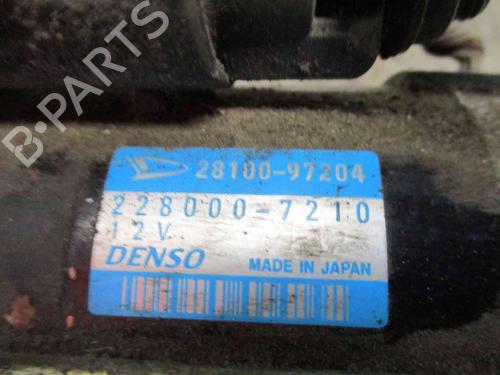 B-PARTS
28100-97204
228000-7210
12V
DENSO MADE IN JAPAN